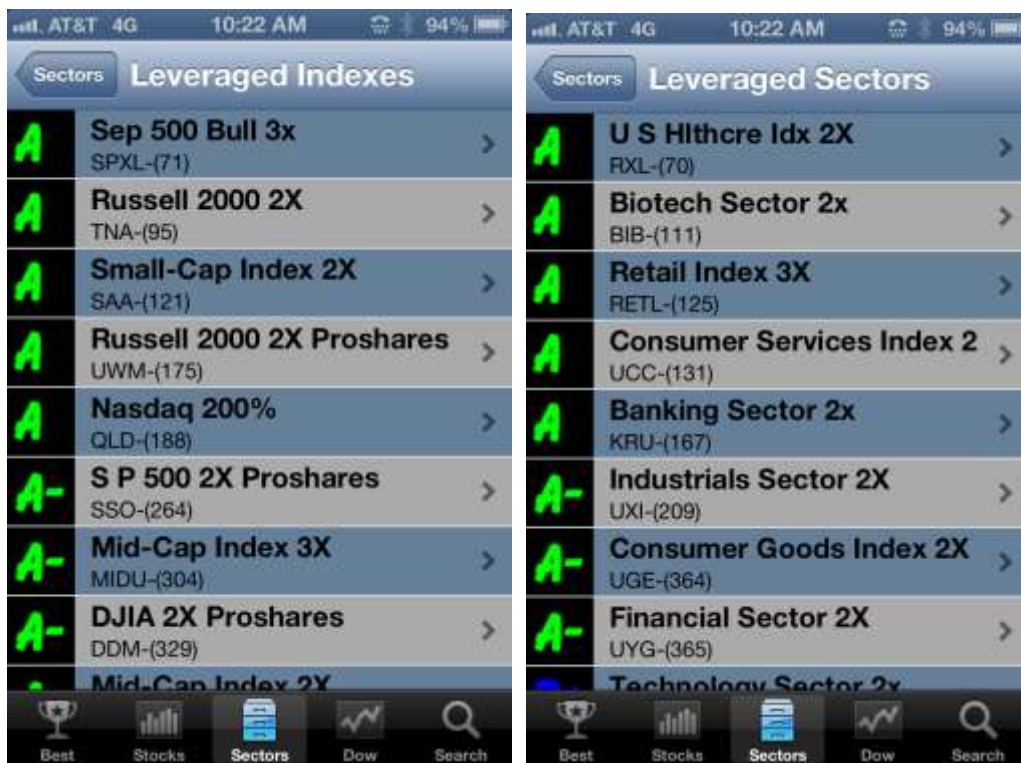 AT&T 4G 10:22 AM 94%
Sectors Leveraged Indexes
A Sep 500 Bull 3x
SPXL-(71)
A Russell 2000 2X
TNA-(95)
A Small-Cap Index 2X
SAA-(121)
A Russell 2000 2X Proshares
UWM-(175)
A Nasdaq 200%
QLD-(188)
A- S P 500 2X Proshares
SSO-(264)
A- Mid-Cap Index 3X
MIDU-(304)
A- DJIA 2X Proshares
DDM-(329)
Mid-Cap Index 2X
Best Stocks Sectors Dow Search
AT&T 4G 10:22 AM 94%
Sectors Leveraged Sectors
A U S Hlthcre Idx 2X
RXL-(70)
A Biotech Sector 2x
BIB-(111)
A Retail Index 3X
RETL-(125)
A Consumer Services Index 2
UCC-(131)
A Banking Sector 2x
KRU-(167)
A- Industrials Sector 2X
UXI-(209)
A- Consumer Goods Index 2X
UGE-(364)
A- Financial Sector 2X
UYG-(365)
Technology Sector 2x
Best Stocks Sectors Dow Search